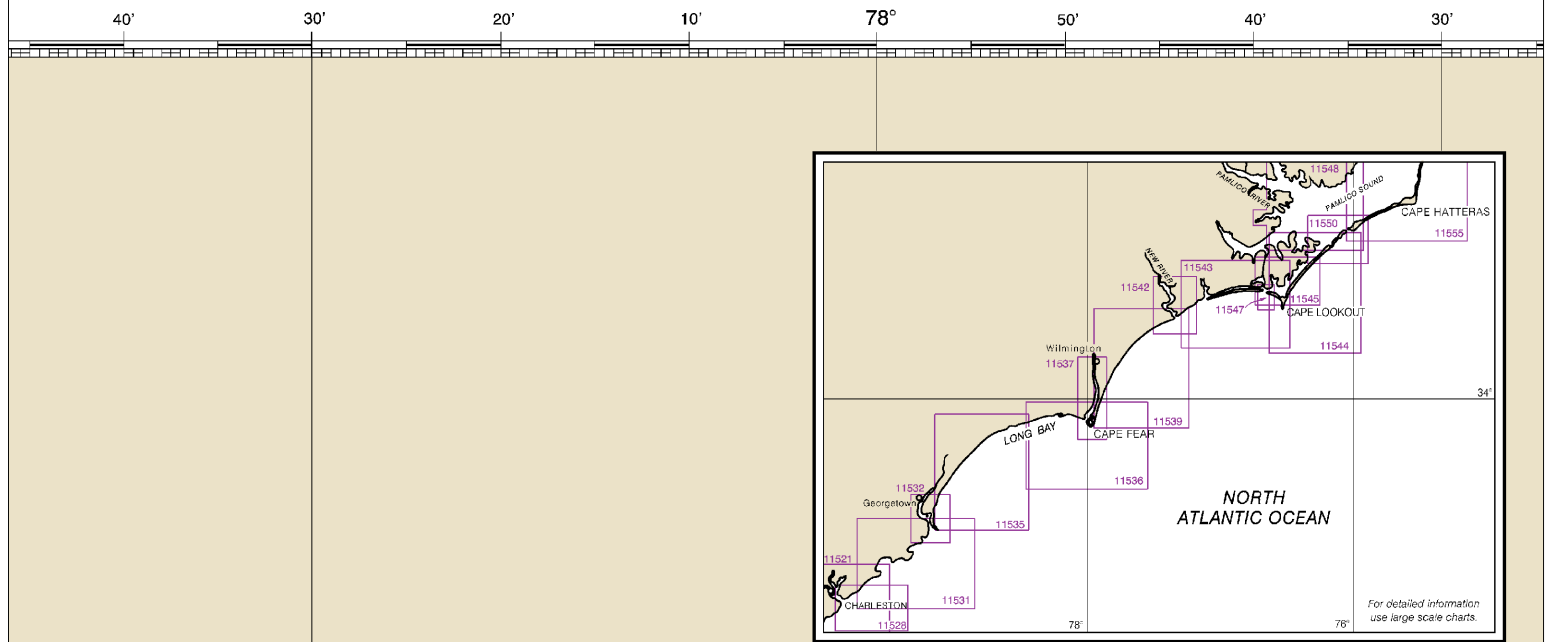 40' 30' 20' 10' 78° 50' 40' 30'
11548
PAMLICO RIVER
PAMLICO SOUND
CAPE HATTERAS
11550
11555
NEW RIVER
11543
11542
11545
11547
CAPE LOOKOUT
11544
Wilmington
11537
34°
11539
LONG BAY
CAPE FEAR
11536
11532
Georgetown
NORTH
ATLANTIC OCEAN
11535
11521
11531
CHARLESTON
For detailed information
use large scale charts.
11528
78°
76°